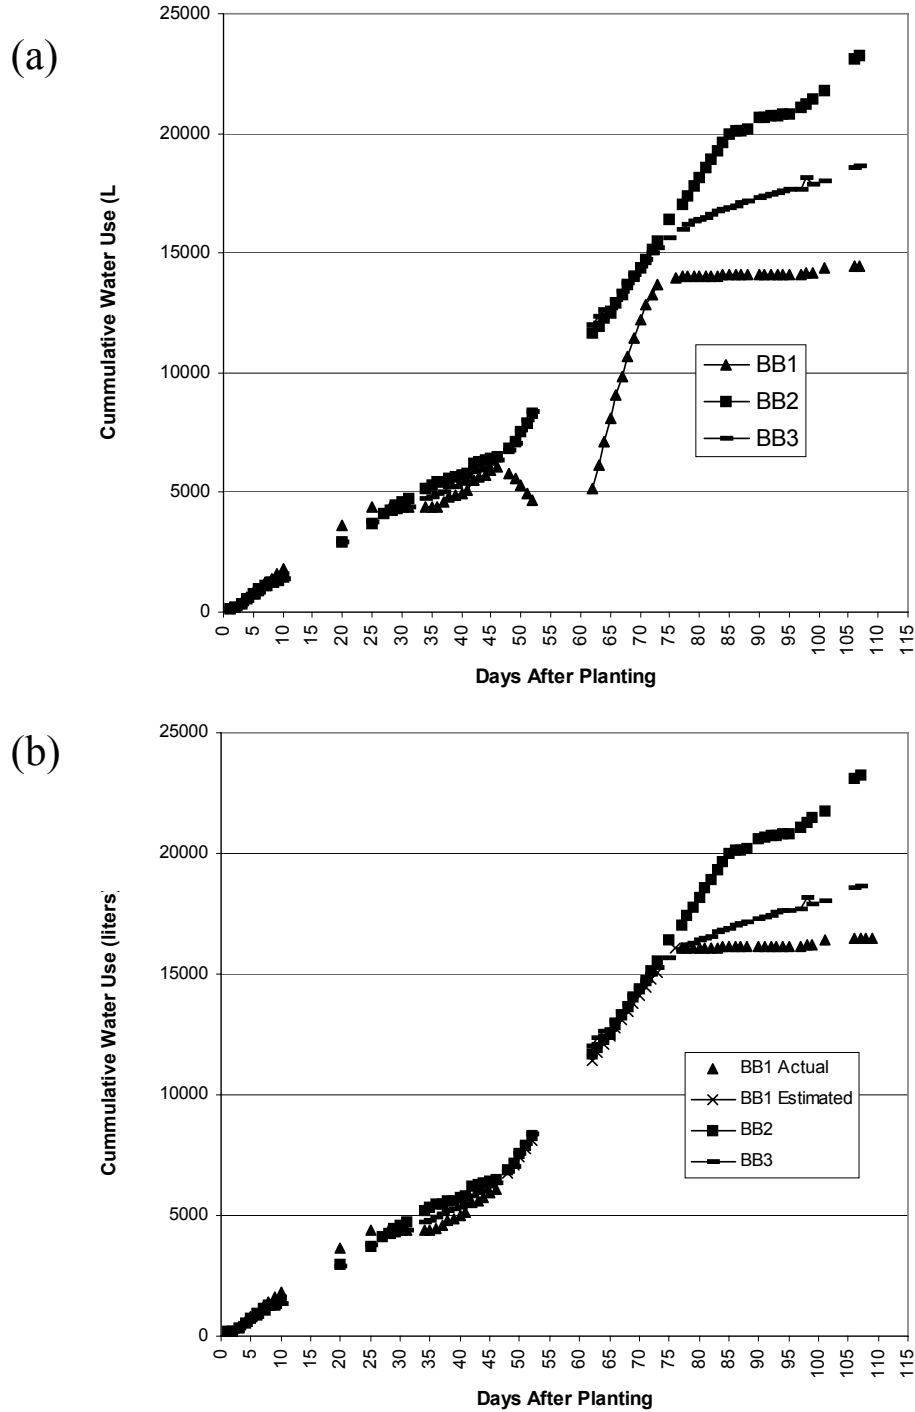 (a)
25000
20000
15000
10000
5000
0
Cummulative Water Use (L
0 5 10 15 20 25 30 35 40 45 50 55 60 65 70 75 80 85 90 95 100 105 110 115
Days After Planting
BB1
BB2
BB3
(b)
25000
20000
15000
10000
5000
0
Cummulative Water Use (liters)
0 5 10 15 20 25 30 35 40 45 50 55 60 65 70 75 80 85 90 95 100 105 110 115
Days After Planting
BB1 Actual
BB1 Estimated
BB2
BB3